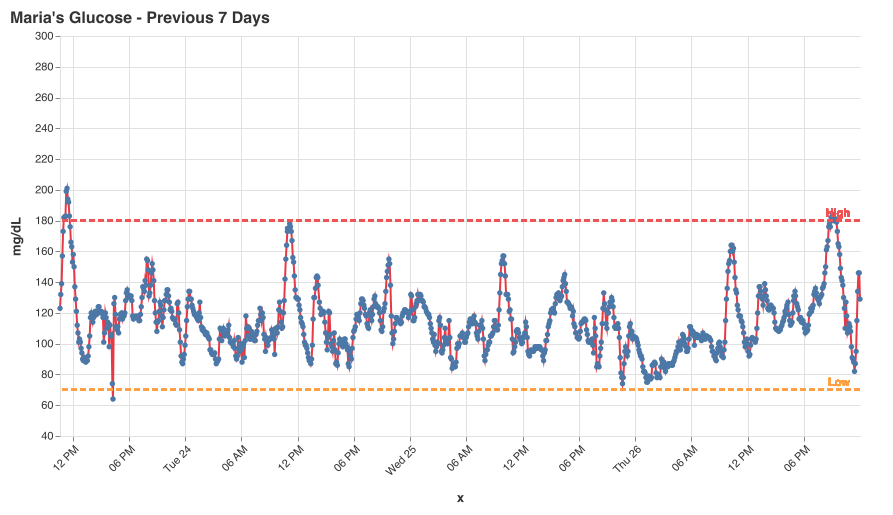 Maria's Glucose - Previous 7 Days
300
280
260
240
220
200
180
160
140
120
100
80
60
40
mg/dL
High
Low
12 PM
06 PM
Tue 24
06 AM
12 PM
06 PM
Wed 25
06 AM
12 PM
06 PM
Thu 26
06 AM
12 PM
06 PM
x